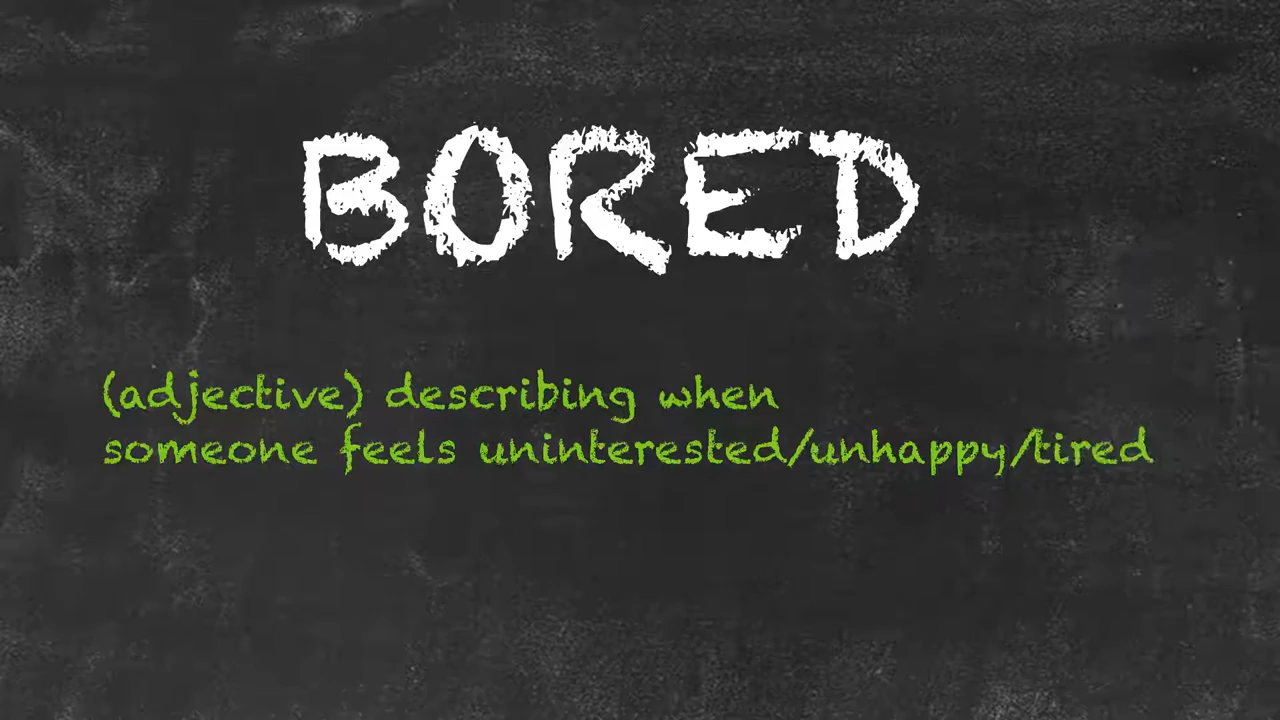 BORED
(adjective) describing when
someone feels uninterested/unhappy/tired